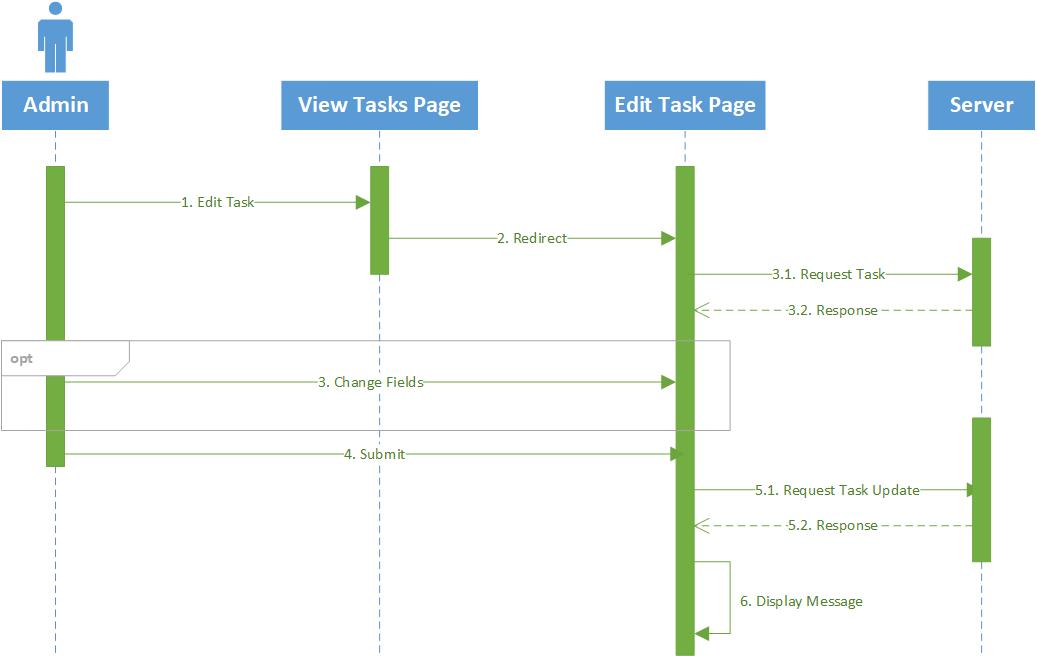 Admin
View Tasks Page
Edit Task Page
Server
1. Edit Task
2. Redirect
3.1. Request Task
3.2. Response
opt
3. Change Fields
4. Submit
5.1. Request Task Update
5.2. Response
6. Display Message